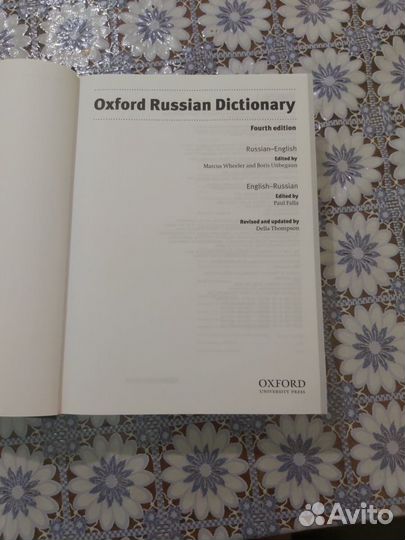 Oxford Russian Dictionary
Fourth edition
Russian–English
Edited by
Marcus Wheeler and Boris Unbegaun
English–Russian
Edited by
Paul Falla
Revised and updated by
Della Thompson
OXFORD
UNIVERSITY PRESS
Avito